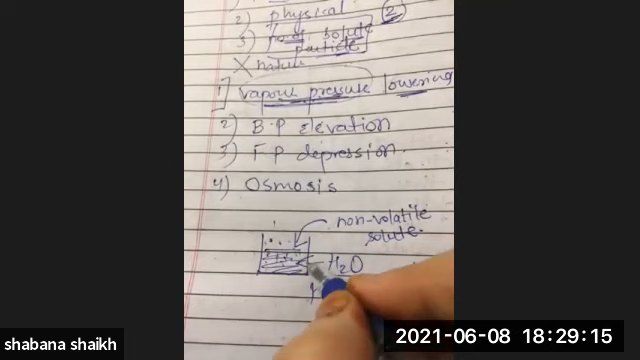 2) physical (2)
3) no. of solute
particle
X nature
1] vapour pressure lowering
2) B.P elevation
3) F P depression.
4) Osmosis
non-volatile
solute.
H2O
shabana shaikh
2021-06-08 18:29:15